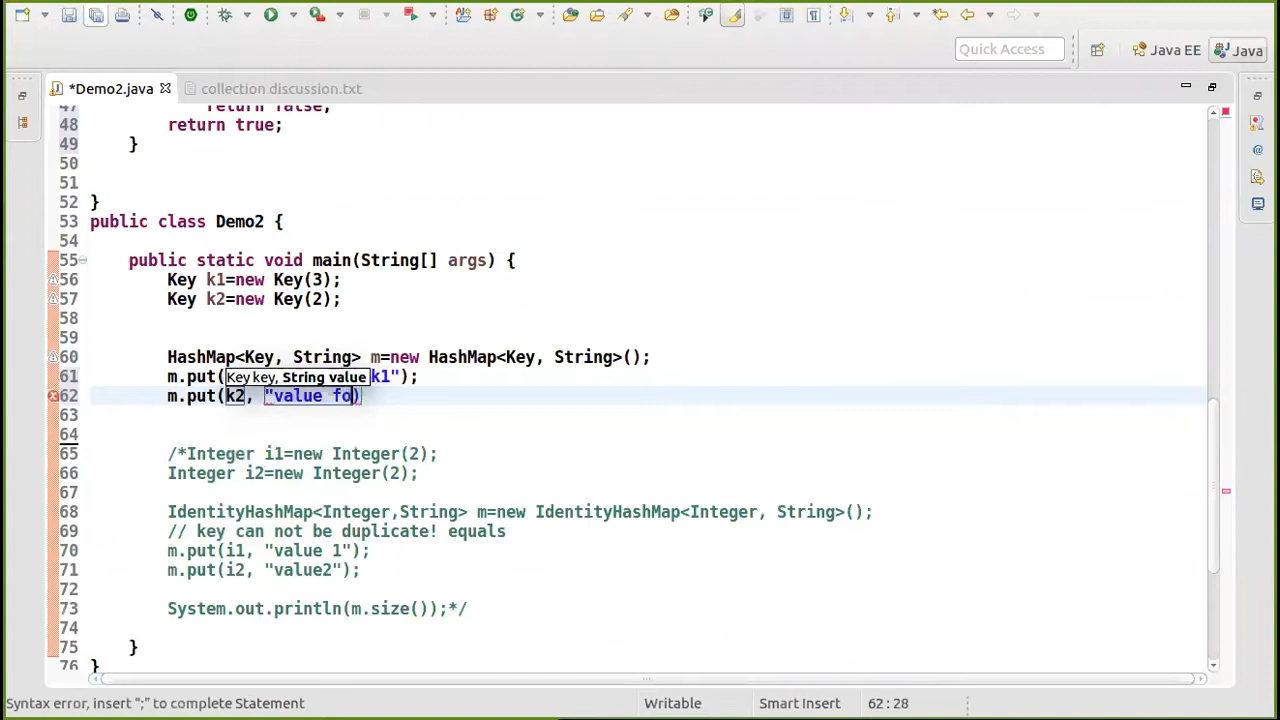 Quick Access
Java EE
Java
*Demo2.java
collection discussion.txt
47 return false;
48 return true;
49 }
50
51
52 }
53 public class Demo2 {
54
55 public static void main(String[] args) {
56 Key k1=new Key(3);
57 Key k2=new Key(2);
58
59
60 HashMap<Key, String> m=new HashMap<Key, String>();
61 m.put( k1");
Key key, String value
62 m.put(k2, "value fo)
63
64
65 /*Integer i1=new Integer(2);
66 Integer i2=new Integer(2);
67
68 IdentityHashMap<Integer,String> m=new IdentityHashMap<Integer, String>();
69 // key can not be duplicate! equals
70 m.put(i1, "value 1");
71 m.put(i2, "value2");
72
73 System.out.println(m.size());*/
74
75 }
76 }
Syntax error, insert ";" to complete Statement
Writable
Smart Insert
62:28